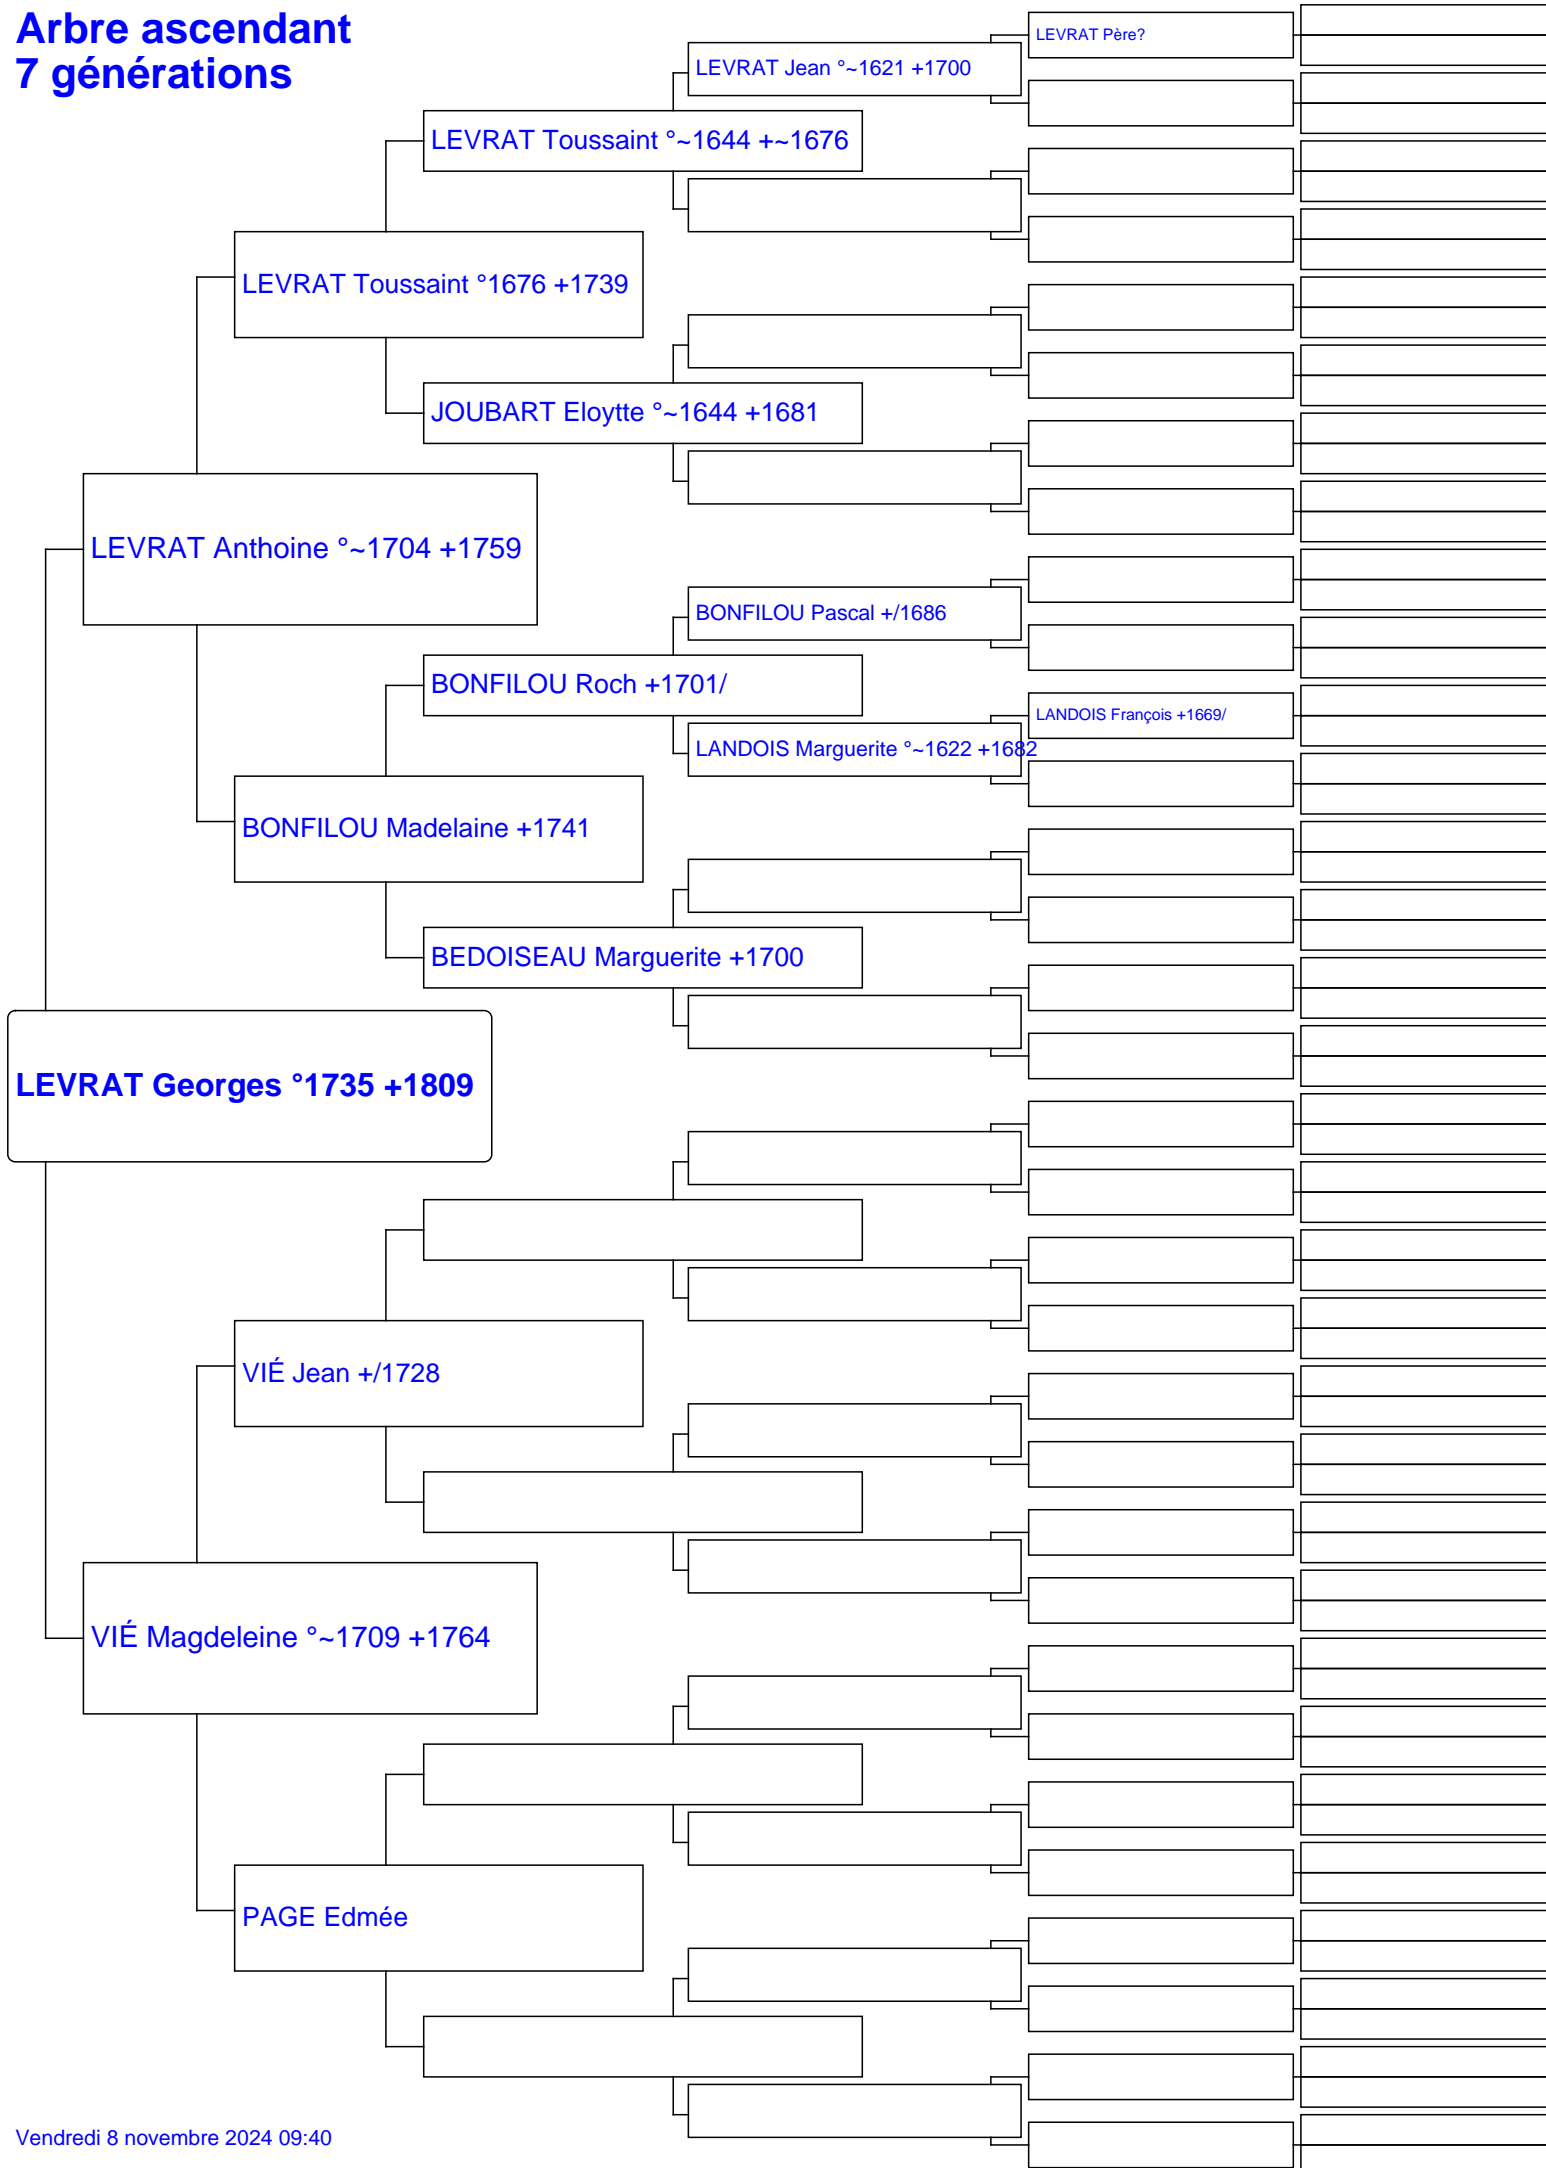 Arbre ascendant
7 générations
LEVRAT Père?
LEVRAT Jean °~1621 +1700
LEVRAT Toussaint °~1644 +~1676
LEVRAT Toussaint °1676 +1739
JOUBART Eloytte °~1644 +1681
LEVRAT Anthoine °~1704 +1759
BONFILOU Pascal +/1686
BONFILOU Roch +1701/
LANDOIS François +1669/
LANDOIS Marguerite °~1622 +1682
BONFILOU Madelaine +1741
BEDOISEAU Marguerite +1700
LEVRAT Georges °1735 +1809
VIÉ Jean +/1728
VIÉ Magdeleine °~1709 +1764
PAGE Edmée
Vendredi 8 novembre 2024 09:40